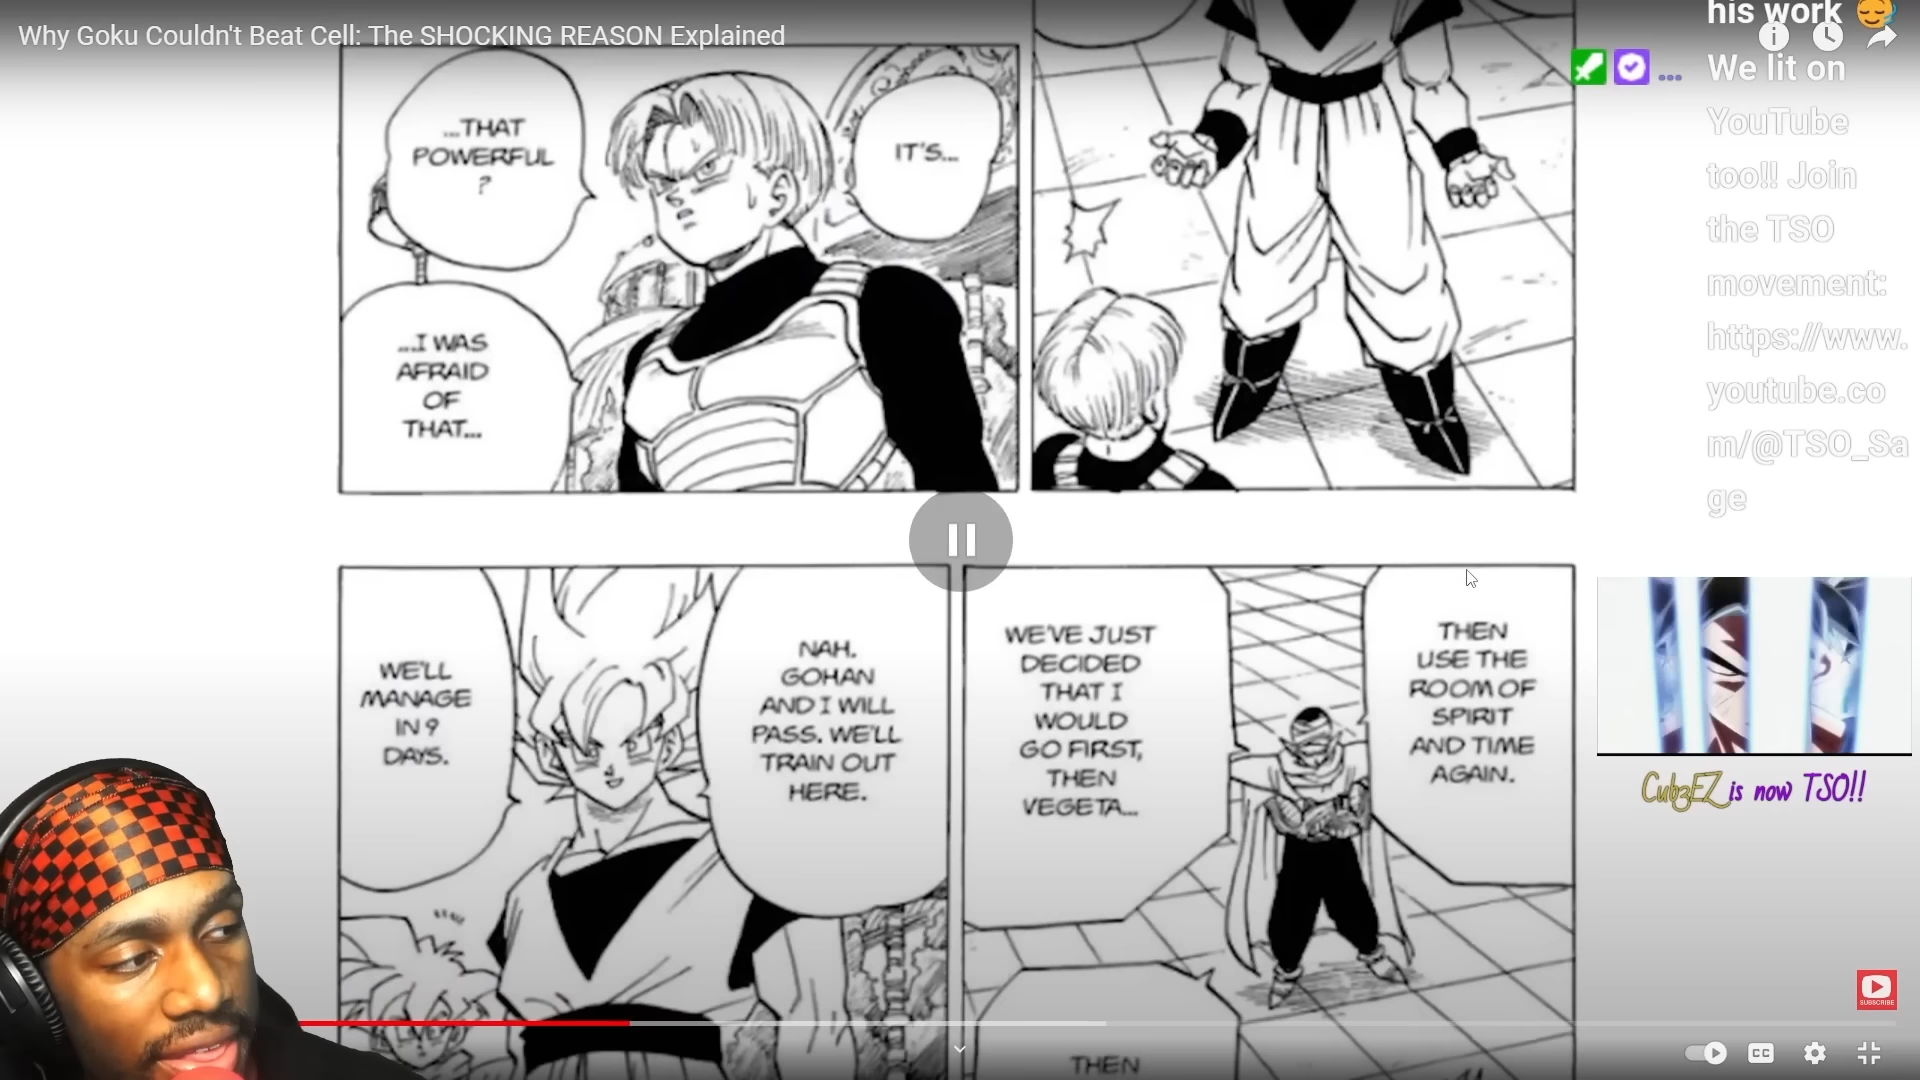 Why Goku Couldn't Beat Cell: The SHOCKING REASON Explained
his work
We lit on
YouTube
too!! Join
the TSO
movement:
https://www.
youtube.co
m/@TSO_Sa
ge
IT'S...
...THAT
POWERFUL
?
...I WAS
AFRAID
OF
THAT...
THEN
USE THE
ROOM OF
SPIRIT
AND TIME
AGAIN.
WE'VE JUST
DECIDED
THAT I
WOULD
GO FIRST,
THEN
VEGETA...
NAH.
GOHAN
AND I WILL
PASS. WE'LL
TRAIN OUT
HERE.
WE'LL
MANAGE
IN 9
DAYS.
THEN
CubzEZ is now TSO!!
SUBSCRIBE
CC